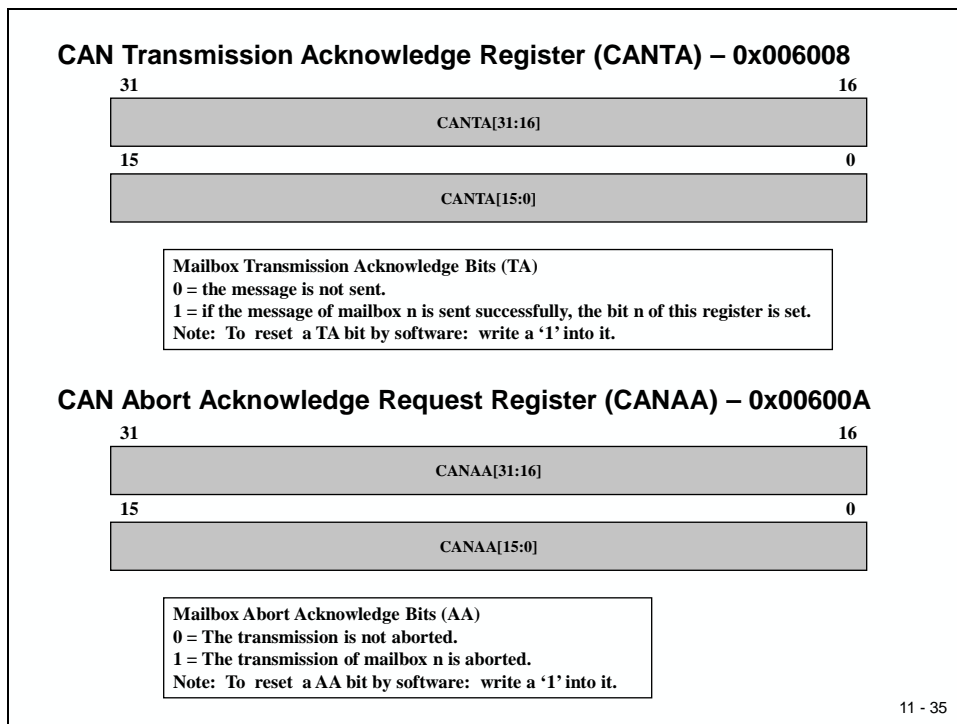 CAN Transmission Acknowledge Register (CANTA) – 0x006008
31 16
CANTA[31:16]
15 0
CANTA[15:0]
Mailbox Transmission Acknowledge Bits (TA)
0 = the message is not sent.
1 = if the message of mailbox n is sent successfully, the bit n of this register is set.
Note: To reset a TA bit by software: write a ‘1’ into it.
CAN Abort Acknowledge Request Register (CANAA) – 0x00600A
31 16
CANAA[31:16]
15 0
CANAA[15:0]
Mailbox Abort Acknowledge Bits (AA)
0 = The transmission is not aborted.
1 = The transmission of mailbox n is aborted.
Note: To reset a AA bit by software: write a ‘1’ into it.
11 - 35